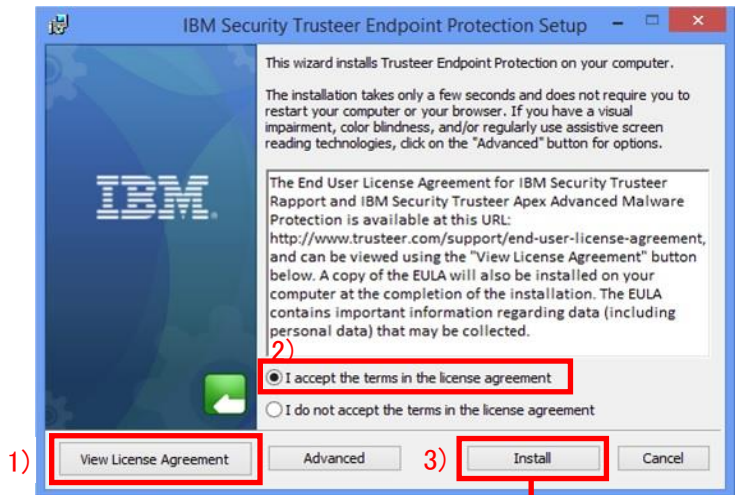 IBM Security Trusteer Endpoint Protection Setup
This wizard installs Trusteer Endpoint Protection on your computer.
The installation takes only a few seconds and does not require you to
restart your computer or your browser. If you have a visual
impairment, color blindness, and/or regularly use assistive screen
reading technologies, click on the "Advanced" button for options.
IBM.
The End User License Agreement for IBM Security Trusteer
Rapport and IBM Security Trusteer Apex Advanced Malware
Protection is available at this URL:
http://www.trusteer.com/support/end-user-license-agreement,
and can be viewed using the "View License Agreement" button
below. A copy of the EULA will also be installed on your
computer at the completion of the installation. The EULA
contains important information regarding data (including
personal data) that may be collected.
2)
I accept the terms in the license agreement
I do not accept the terms in the license agreement
1) View License Agreement Advanced 3) Install Cancel